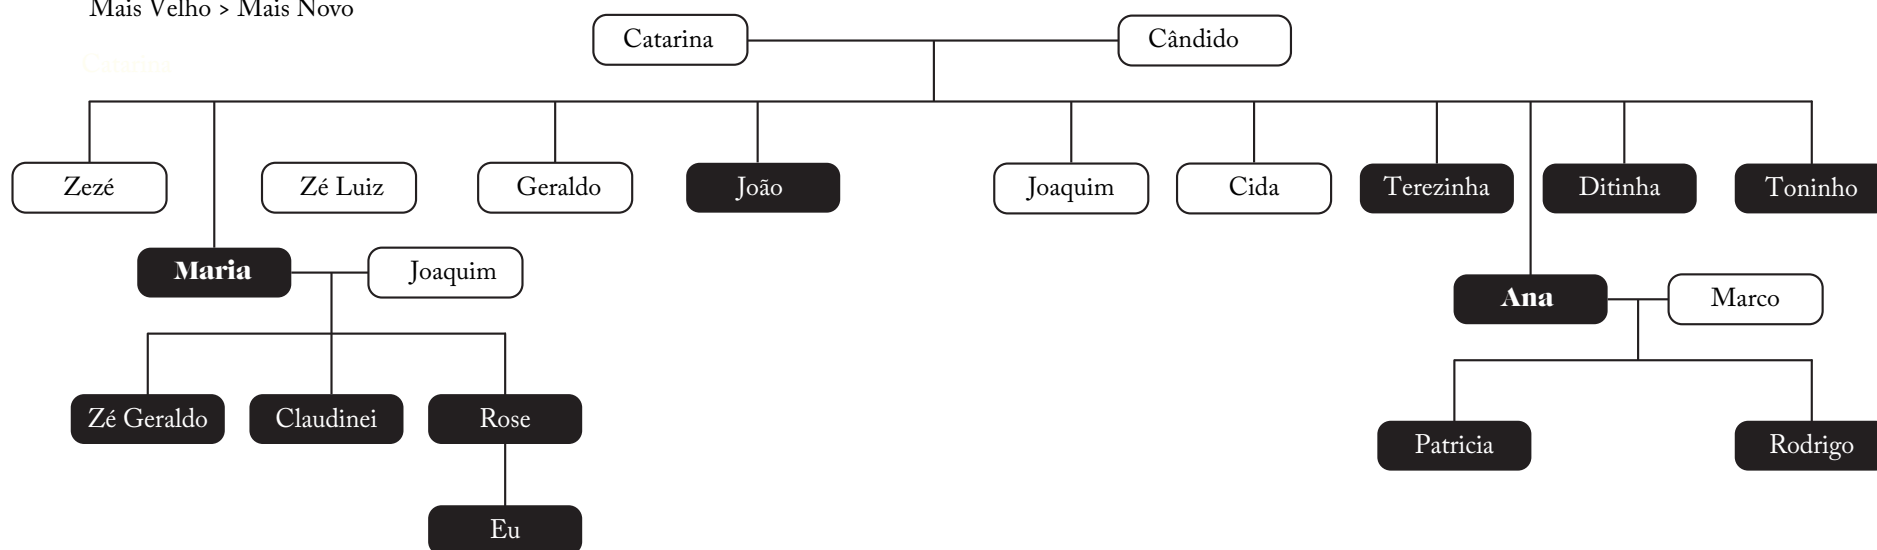 Mais Velho > Mais Novo
Catarina Cândido
Catarina
Zezé Zé Luiz Geraldo João Joaquim Cida Terezinha Ditinha Toninho
Maria Joaquim
Ana Marco
Zé Geraldo Claudinei Rose
Patricia Rodrigo
Eu